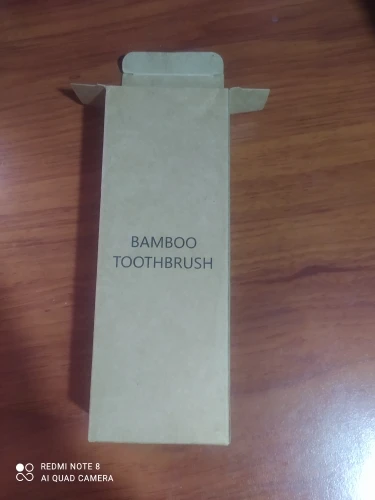 BAMBOO
TOOTHBRUSH
REDMI NOTE 8
AI QUAD CAMERA